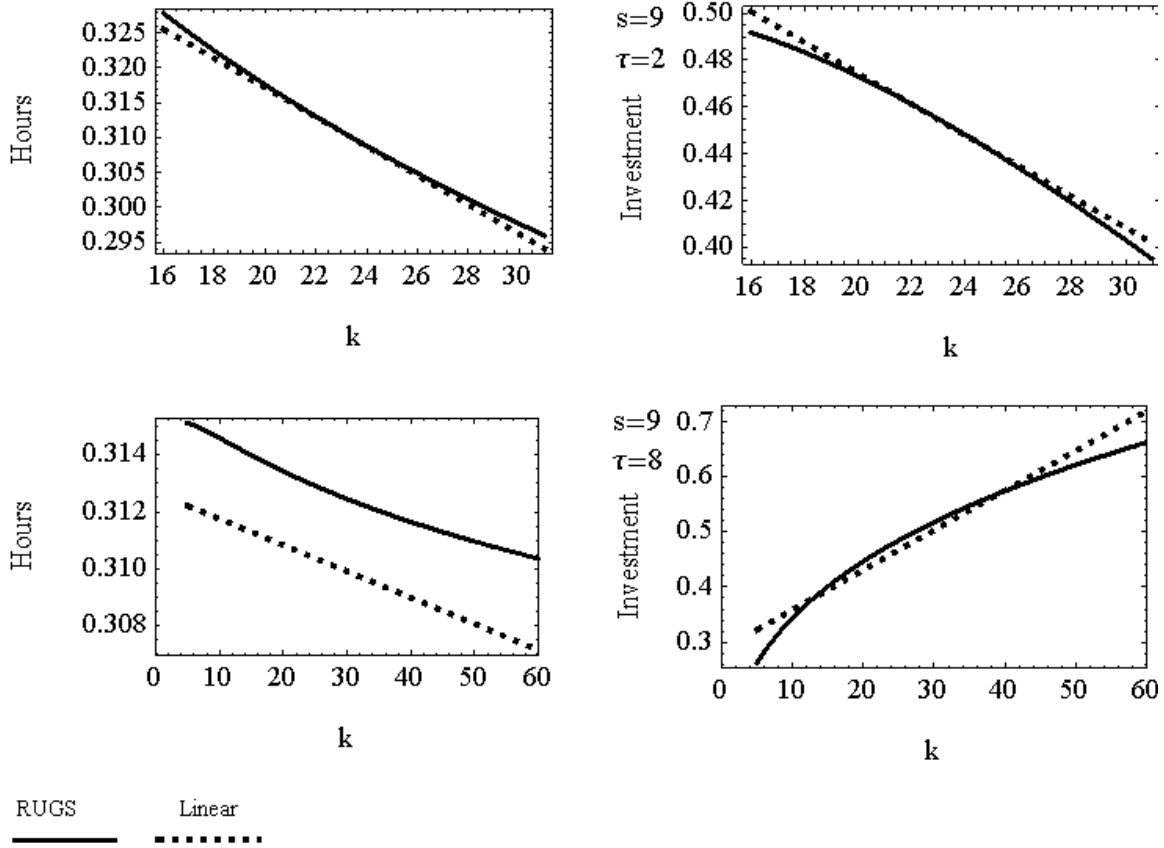 0.325
0.320
0.315
0.310
0.305
0.300
0.295
Hours
16 18 20 22 24 26 28 30
k
s=9
τ=2
0.50
0.48
0.46
0.44
0.42
0.40
Investment
16 18 20 22 24 26 28 30
k
0.314
0.312
0.310
0.308
Hours
0 10 20 30 40 50 60
k
s=9
τ=8
0.7
0.6
0.5
0.4
0.3
Investment
0 10 20 30 40 50 60
k
RUGS Linear